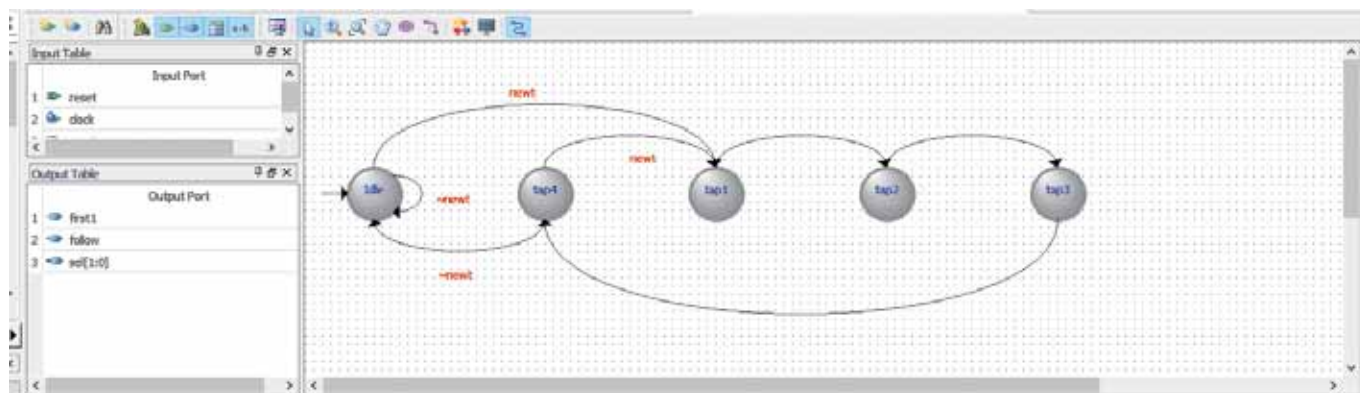 Input Table
Input Port
1 reset
2 clock
Output Table
Output Port
1 first1
2 follow
3 sel[1:0]
newt
newt
Idle
tap4
tap1
tap2
tap3
~newt
~newt